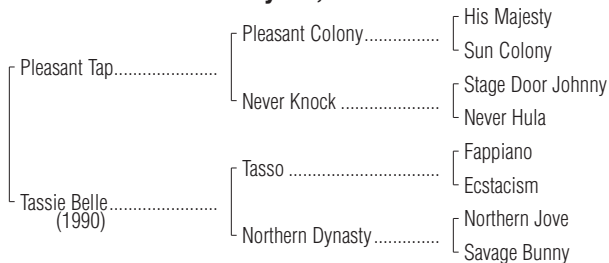 His Majesty
Pleasant Colony.................
Sun Colony
Pleasant Tap.......................
Stage Door Johnny
Never Knock ......................
Never Hula
Fappiano
Tasso ..................................
Ecstacism
Tassie Belle........................
(1990)
Northern Jove
Northern Dynasty...............
Savage Bunny